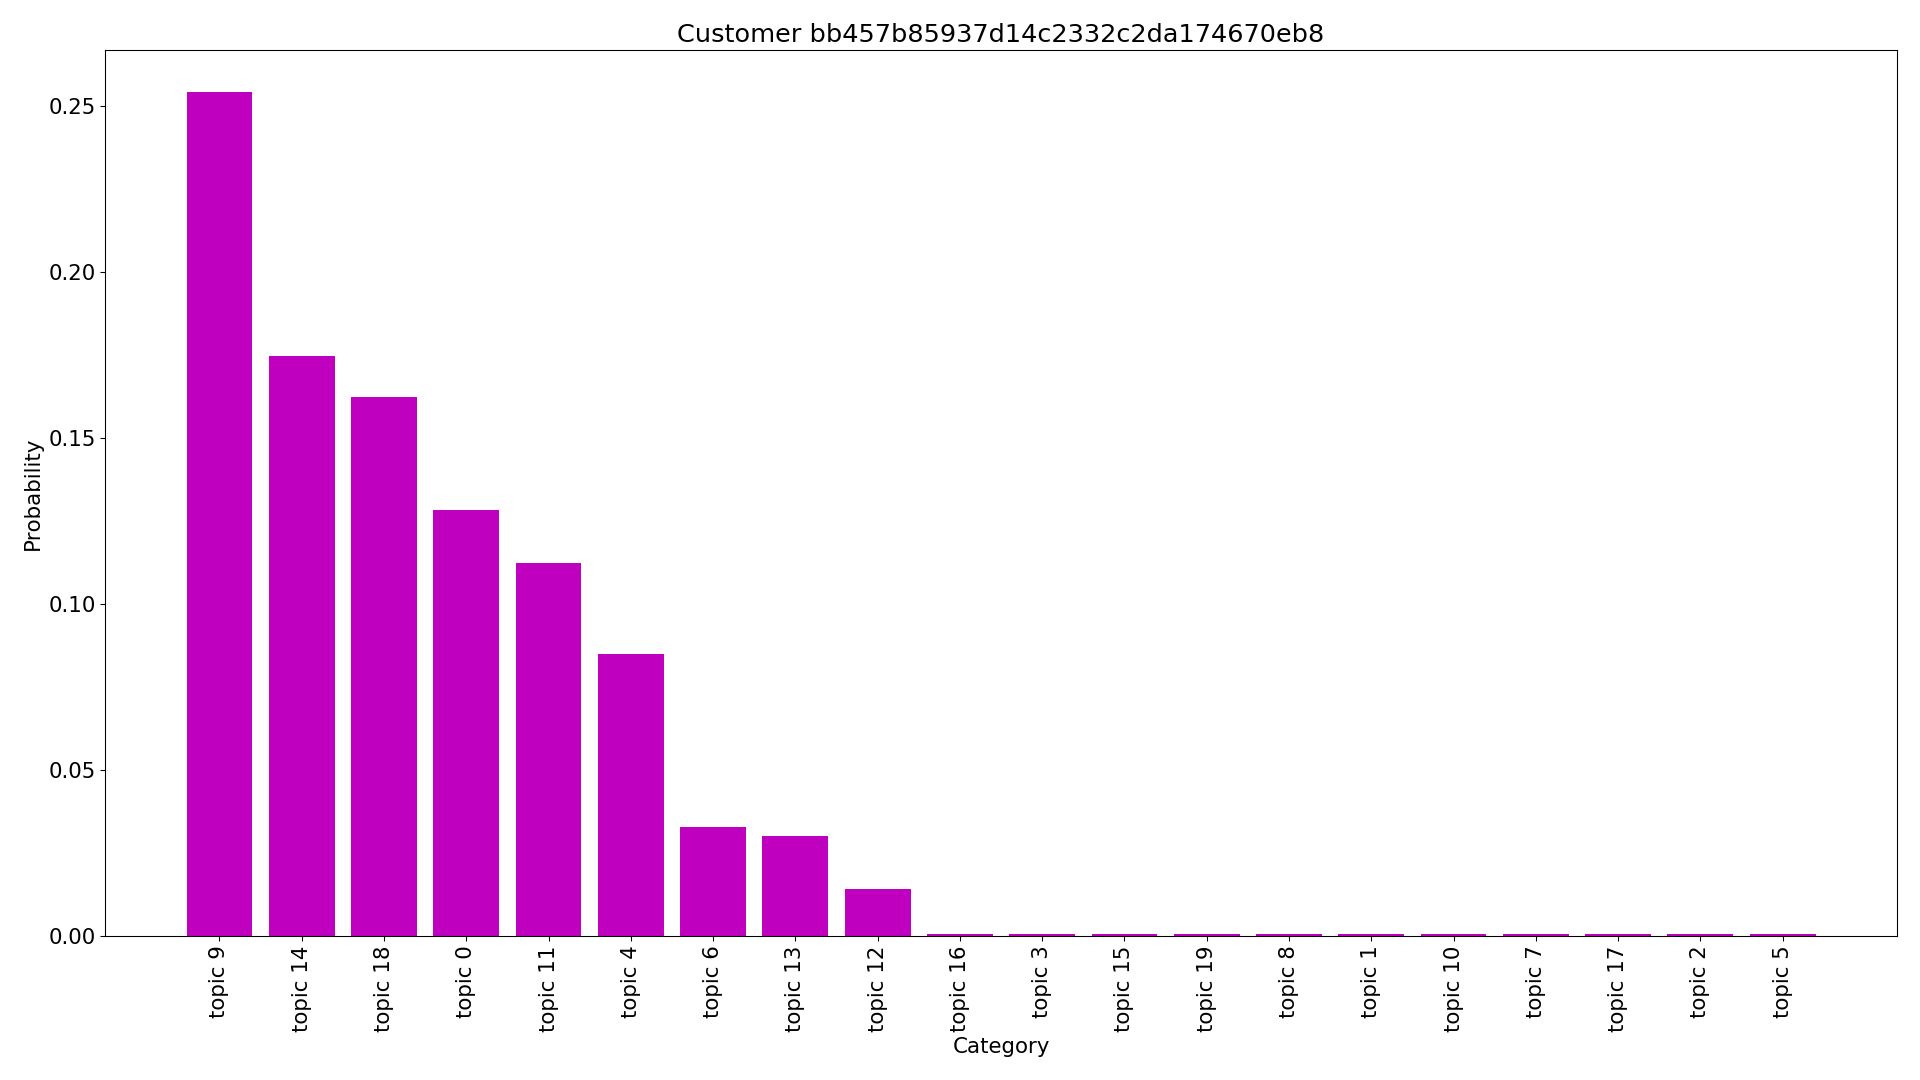 Customer bb457b85937d14c2332c2da174670eb8
Probability
0.25
0.20
0.15
0.10
0.05
0.00
topic 9
topic 14
topic 18
topic 0
topic 11
topic 4
topic 6
topic 13
topic 12
topic 16
topic 3
topic 15
topic 19
topic 8
topic 1
topic 10
topic 7
topic 17
topic 2
topic 5
Category